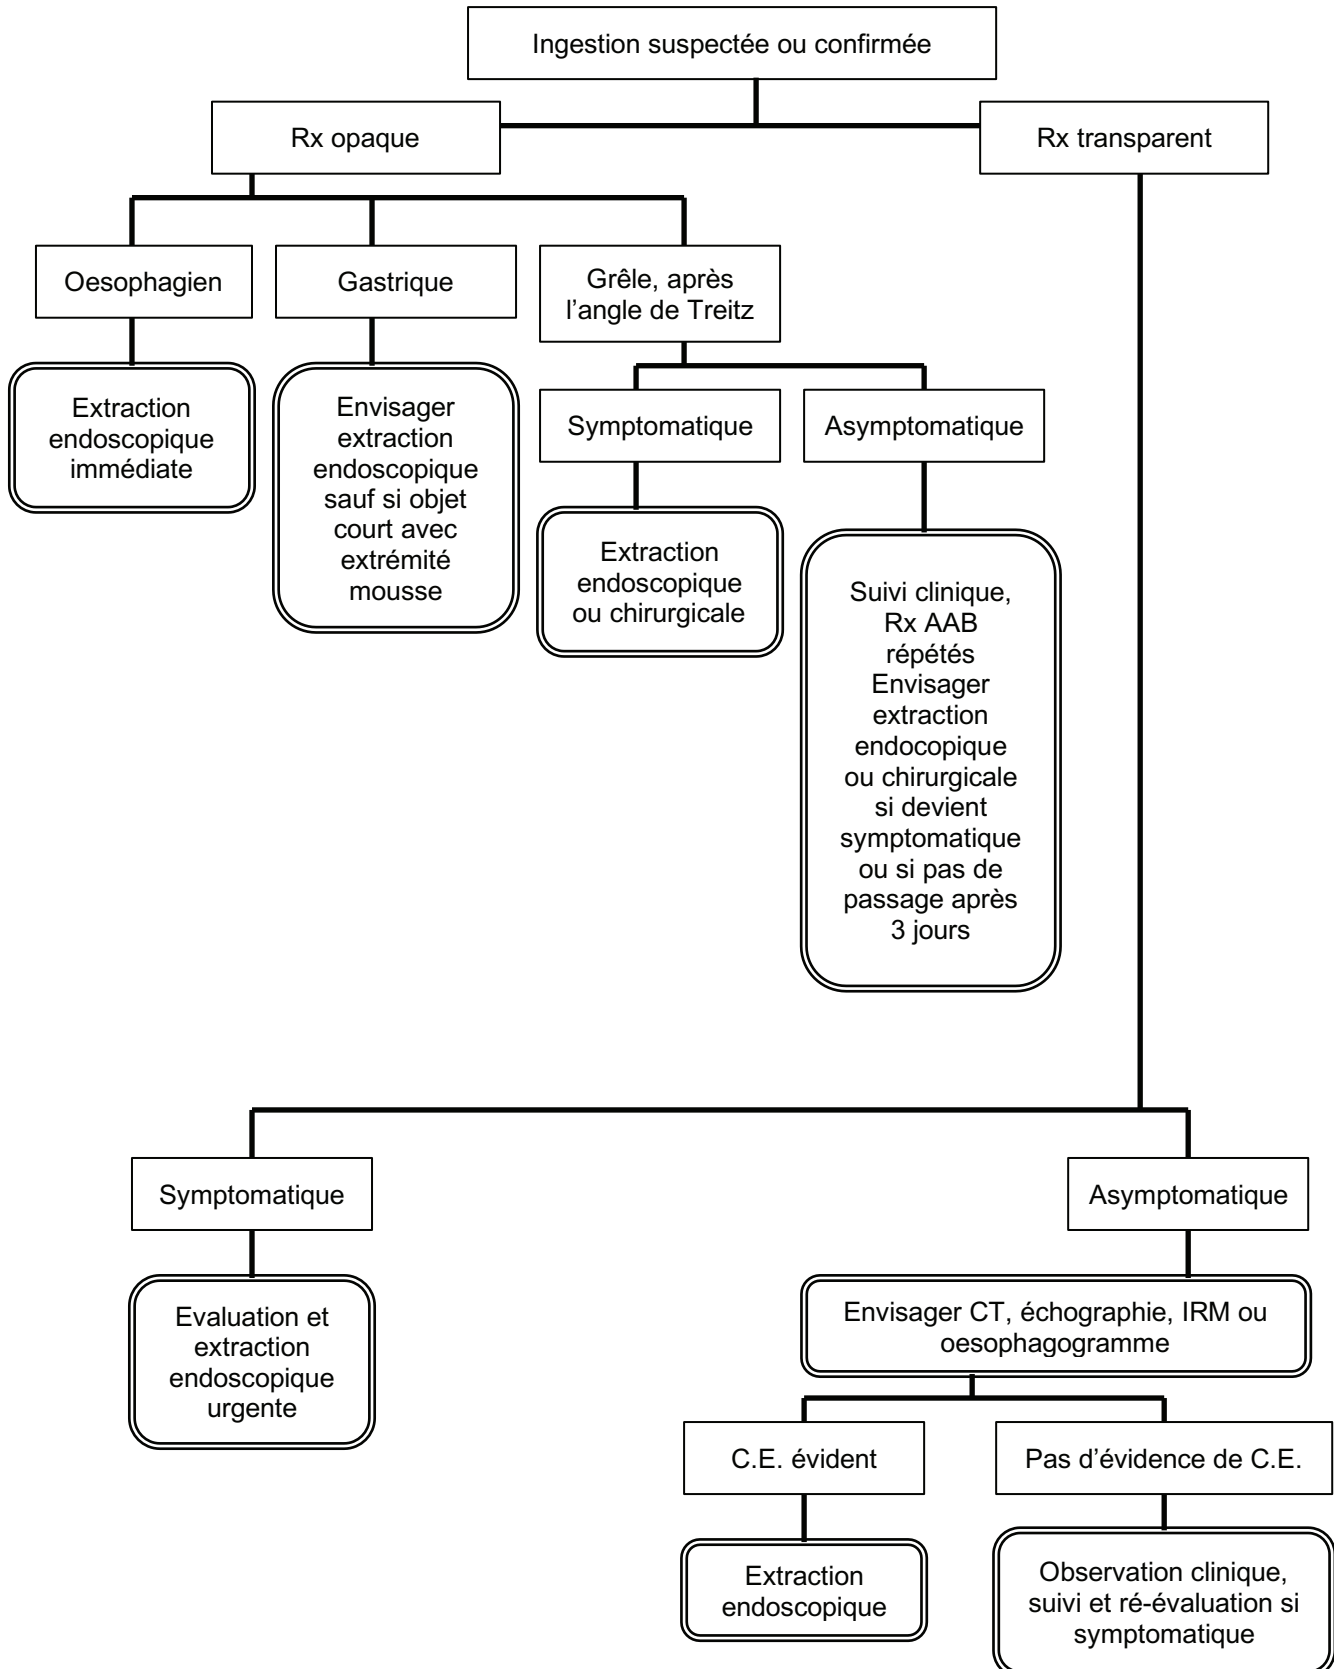 Ingestion suspectée ou confirmée
Rx opaque
Rx transparent
Oesophagien
Gastrique
Grêle, après
l'angle de Treitz
Extraction
endoscopique
immédiate
Envisager
extraction
endoscopique
sauf si objet
court avec
extrémité
mousse
Symptomatique
Asymptomatique
Extraction
endoscopique
ou chirurgicale
Suivi clinique,
Rx AAB
répétés
Envisager
extraction
endocopique
ou chirurgicale
si devient
symptomatique
ou si pas de
passage après
3 jours
Symptomatique
Asymptomatique
Evaluation et
extraction
endoscopique
urgente
Envisager CT, échographie, IRM ou
oesophagogramme
C.E. évident
Pas d'évidence de C.E.
Extraction
endoscopique
Observation clinique,
suivi et ré-évaluation si
symptomatique